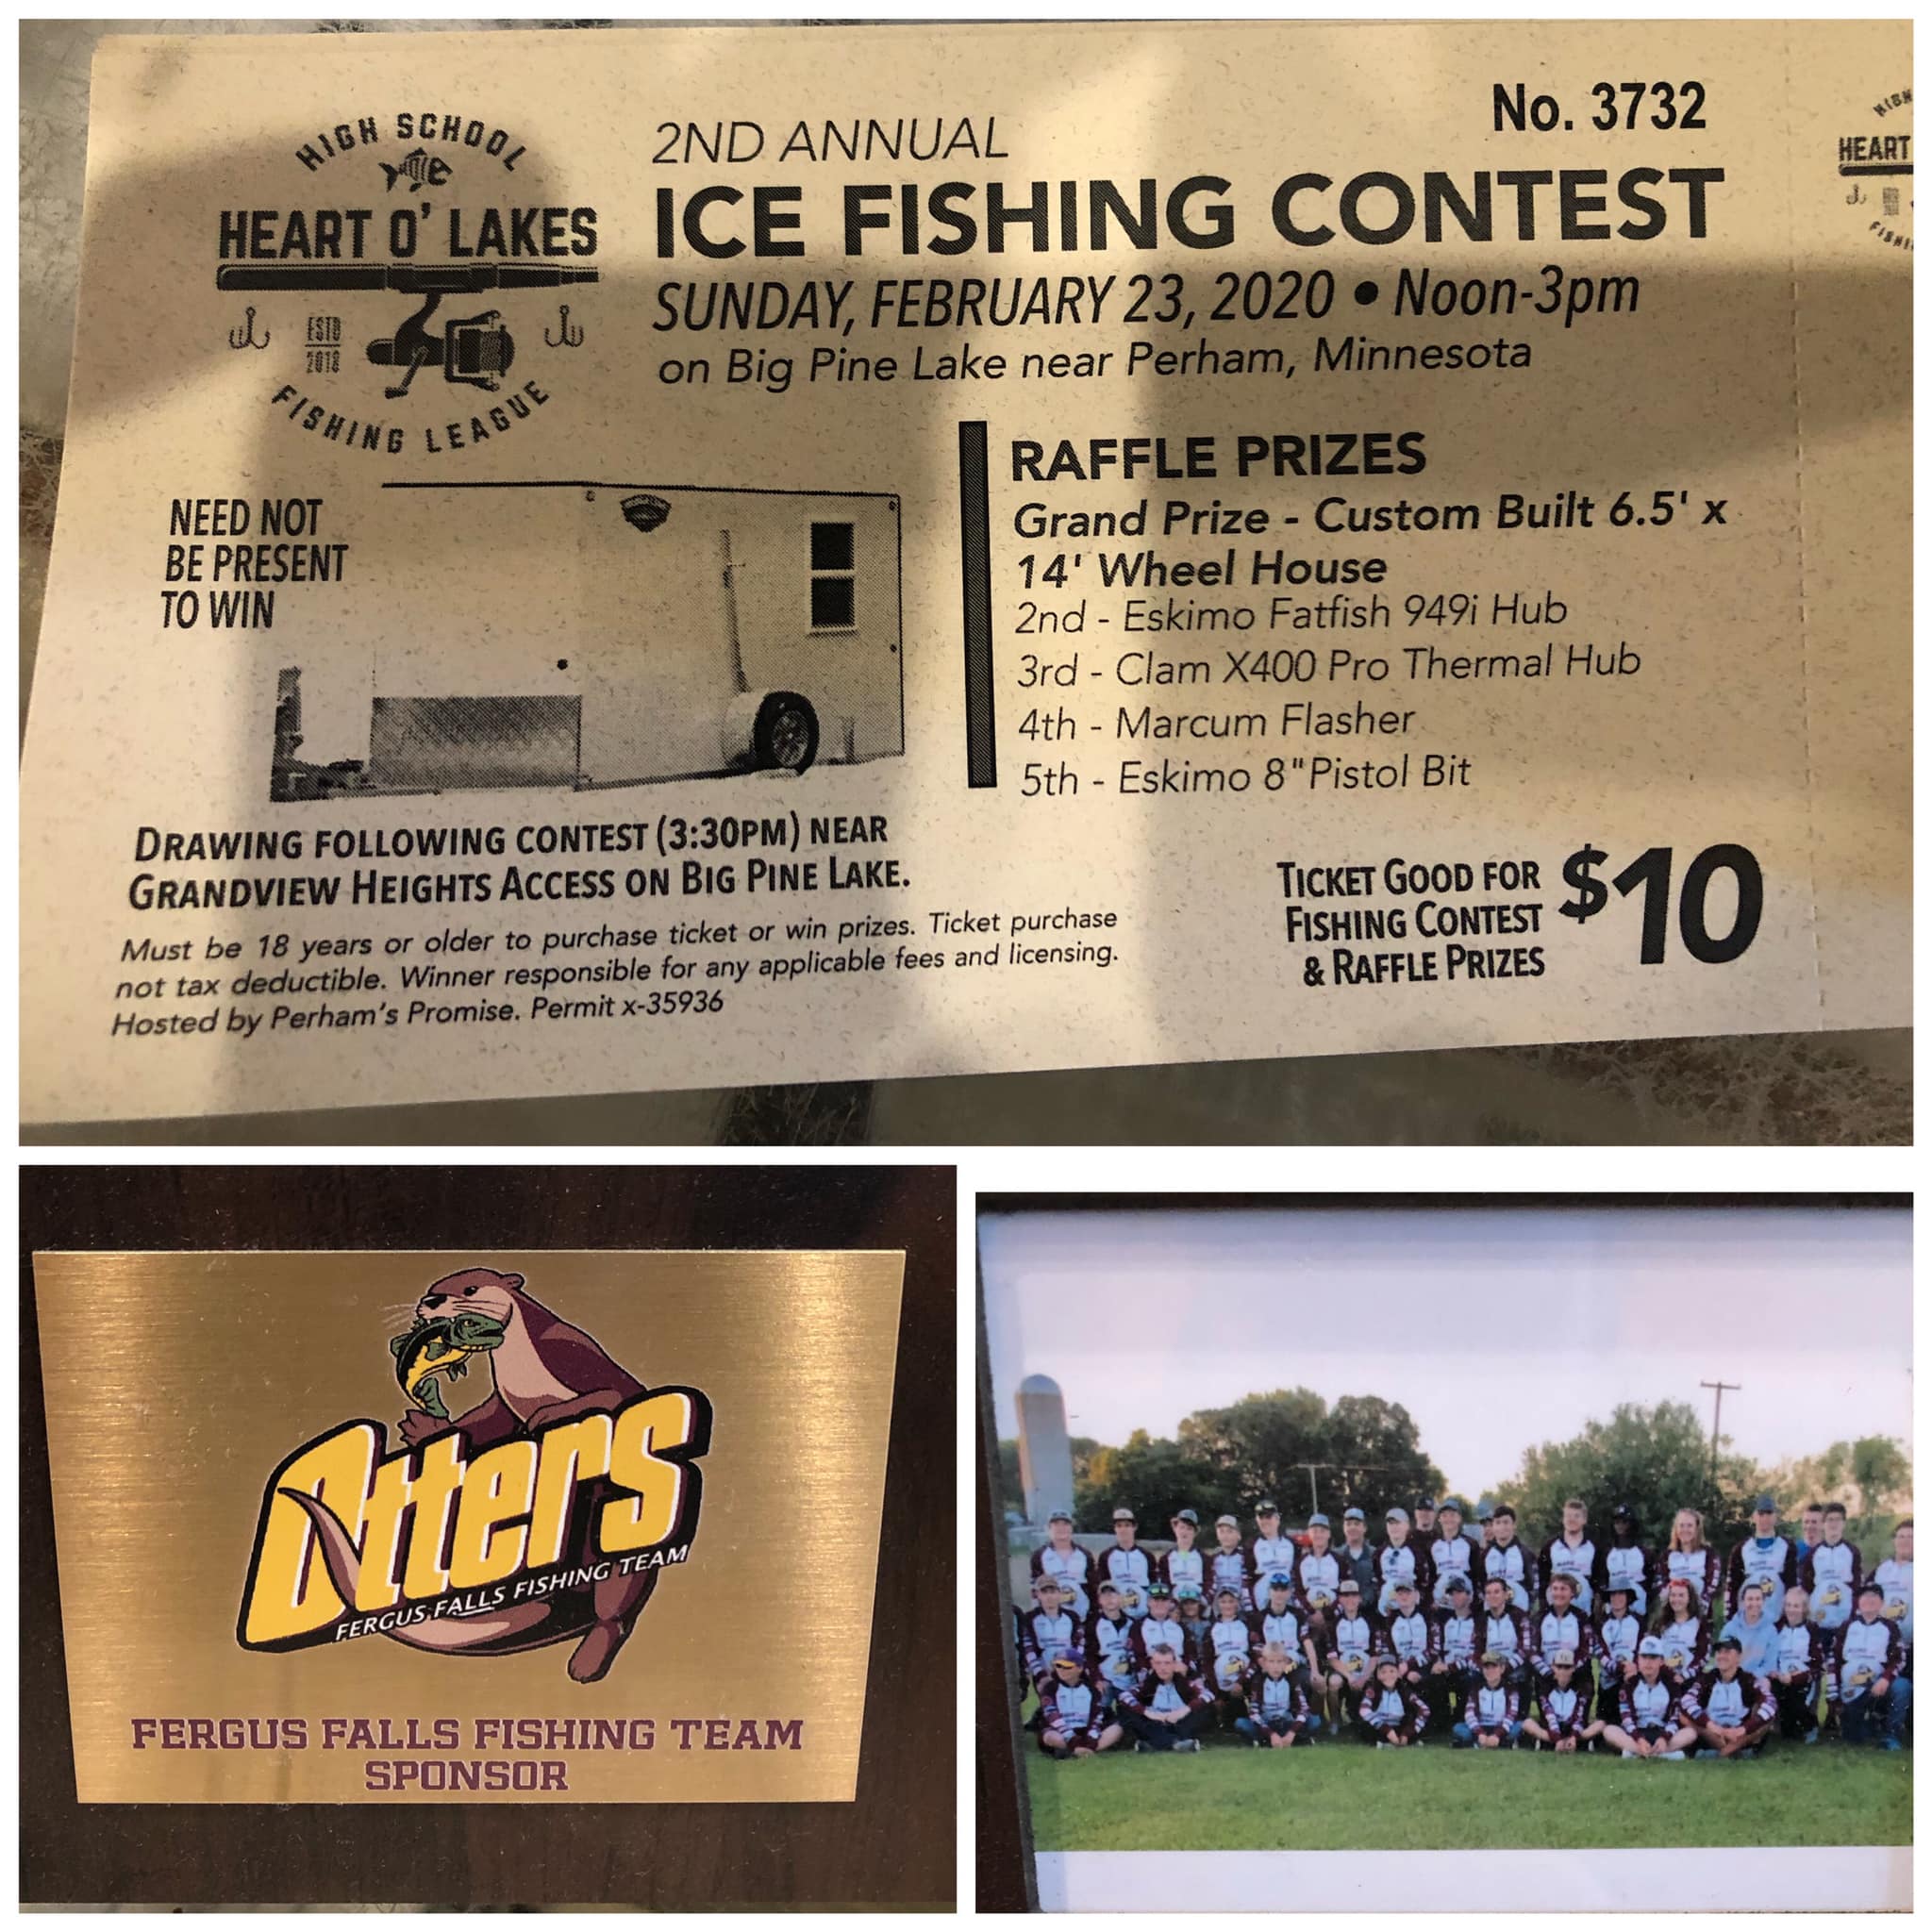 HIGH SCHOOL
HEART O' LAKES
ESTD
2018
FISHING LEAGUE
2ND ANNUAL
No. 3732
ICE FISHING CONTEST
SUNDAY, FEBRUARY 23, 2020 • Noon-3pm
on Big Pine Lake near Perham, Minnesota
HEART
NEED NOT
BE PRESENT
TO WIN
RAFFLE PRIZES
Grand Prize - Custom Built 6.5' x
14' Wheel House
2nd - Eskimo Fatfish 949i Hub
3rd - Clam X400 Pro Thermal Hub
4th - Marcum Flasher
5th - Eskimo 8"Pistol Bit
DRAWING FOLLOWING CONTEST (3:30PM) NEAR
GRANDVIEW HEIGHTS ACCESS ON BIG PINE LAKE.
Must be 18 years or older to purchase ticket or win prizes. Ticket purchase
not tax deductible. Winner responsible for any applicable fees and licensing.
Hosted by Perham's Promise. Permit x-35936
TICKET GOOD FOR
FISHING CONTEST
& RAFFLE PRIZES
$10
Otters
FERGUS FALLS FISHING TEAM
FERGUS FALLS FISHING TEAM
SPONSOR